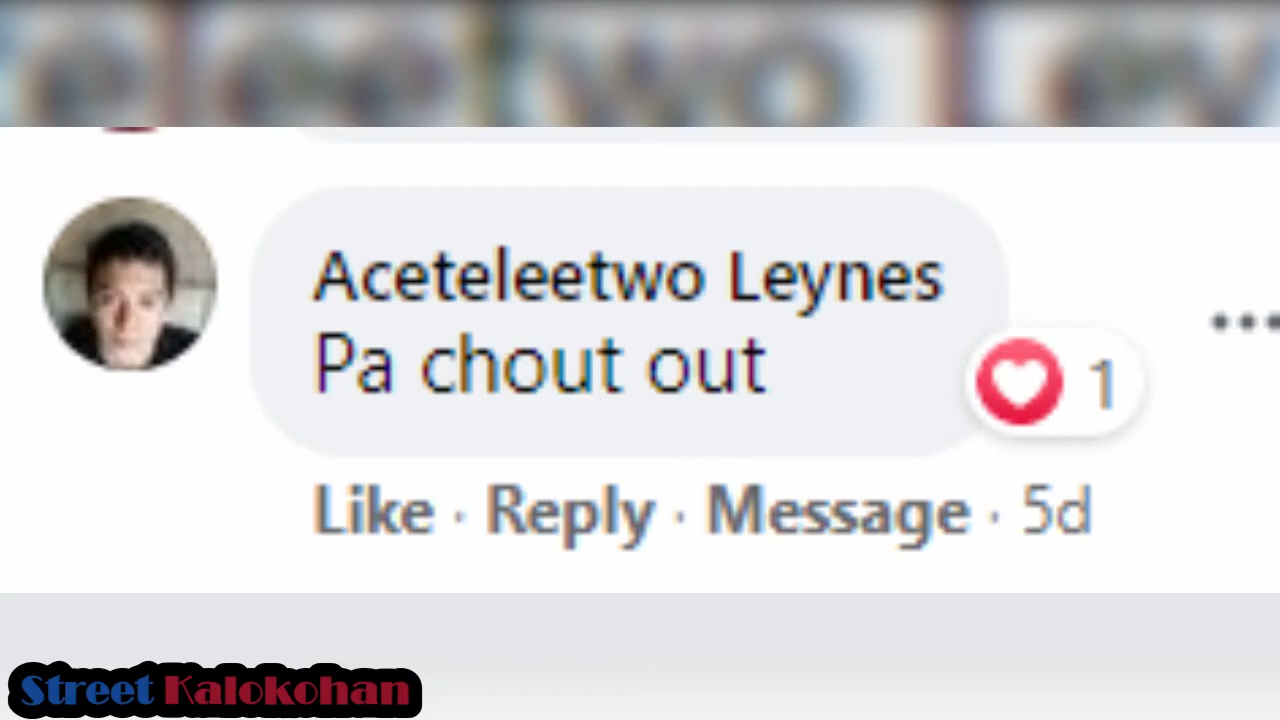 Aceteleetwo Leynes
Pa chout out
1
Like · Reply · Message · 5d
Street Kalokohan